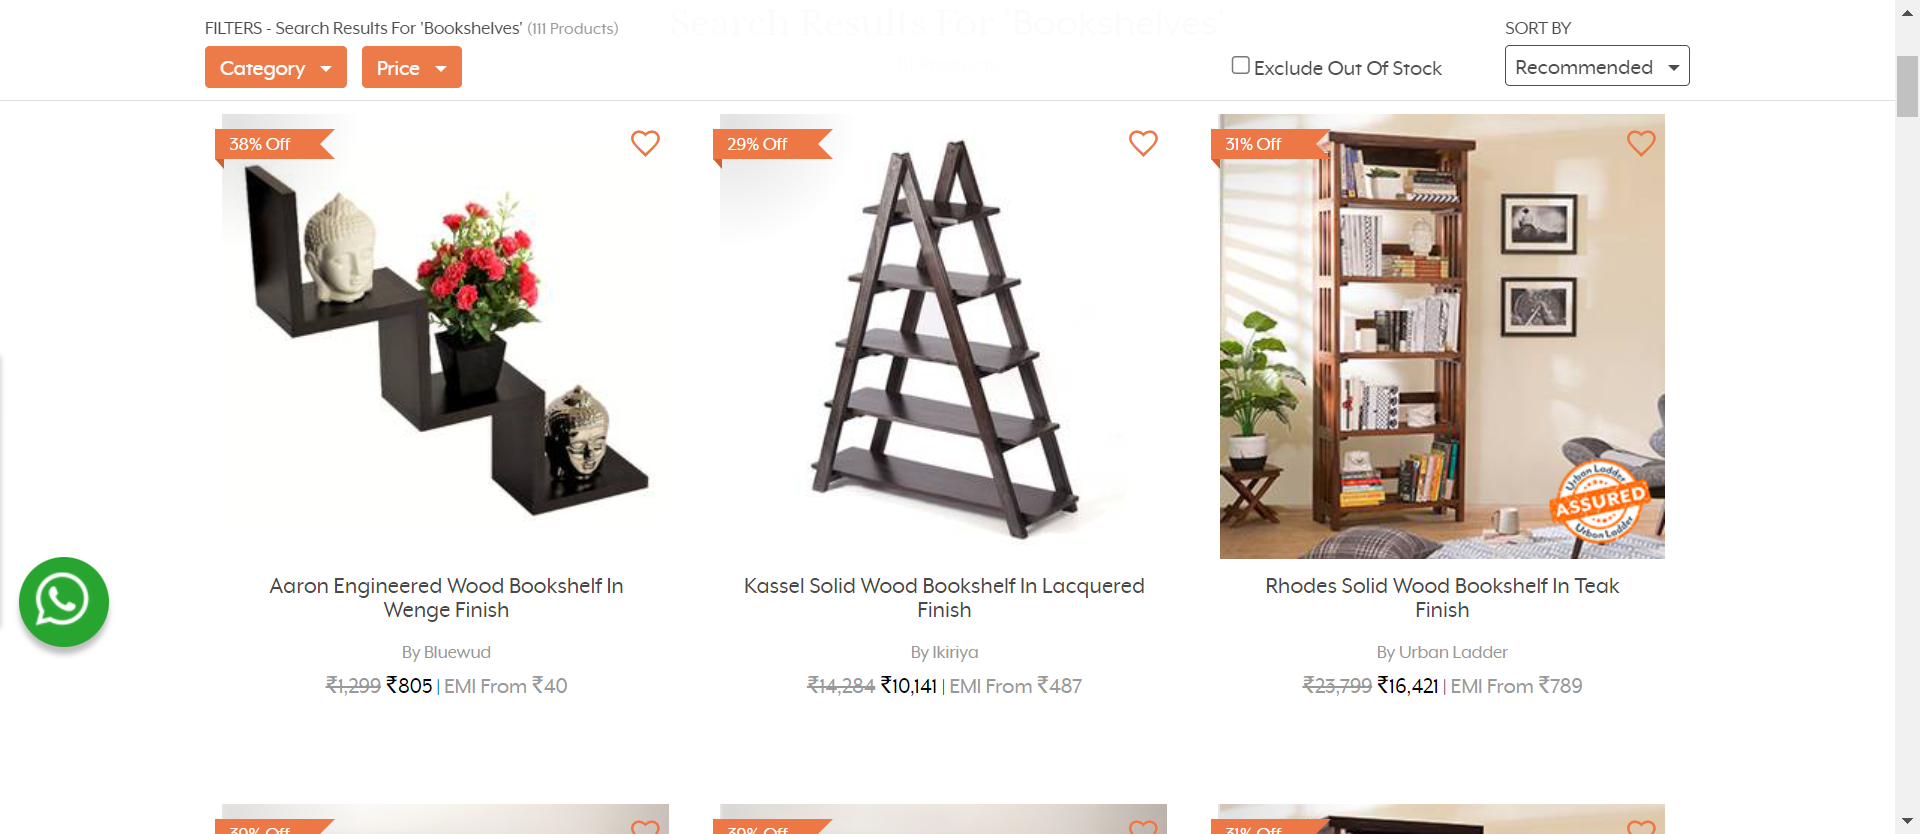 Search Results For 'Bookshelves'
FILTERS - Search Results For 'Bookshelves' (111 Products)
SORT BY
Category
Price
Exclude Out Of Stock
Recommended
38% Off
29% Off
31% Off
Urban Ladder
ASSURED
Urban Ladder
Aaron Engineered Wood Bookshelf In
Wenge Finish
By Bluewud
₹1,299 ₹805 | EMI From ₹40
Kassel Solid Wood Bookshelf In Lacquered
Finish
By Ikiriya
₹14,284 ₹10,141 | EMI From ₹487
Rhodes Solid Wood Bookshelf In Teak
Finish
By Urban Ladder
₹23,799 ₹16,421 | EMI From ₹789
39% Off
39% Off
31% Off